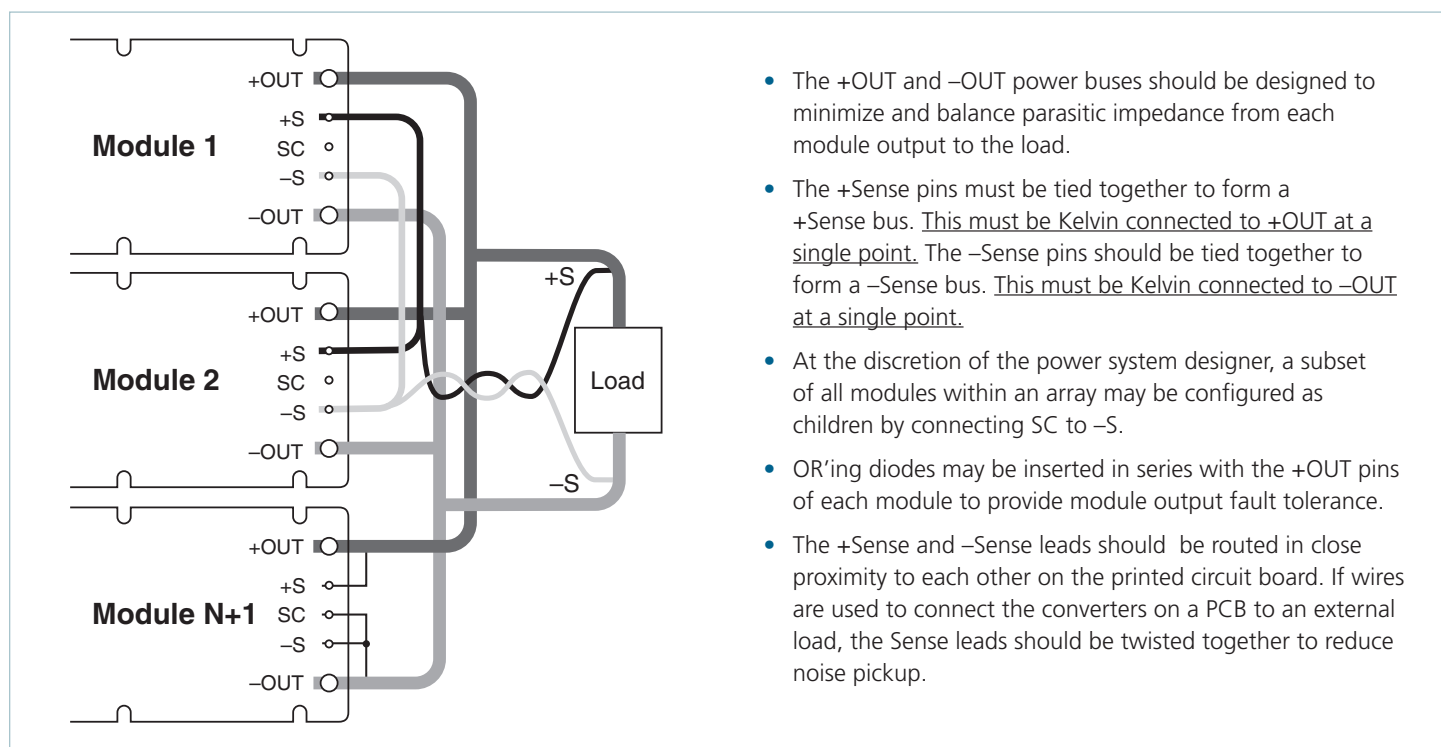 +OUT
+S
Module 1
SC
–S
–OUT
+OUT
+S
Module 2
SC
–S
–OUT
+OUT
+S
Module N+1
SC
–S
–OUT
+S
Load
–S
• The +OUT and –OUT power buses should be designed to
minimize and balance parasitic impedance from each
module output to the load.
• The +Sense pins must be tied together to form a
+Sense bus. This must be Kelvin connected to +OUT at a
single point. The –Sense pins should be tied together to
form a –Sense bus. This must be Kelvin connected to –OUT
at a single point.
• At the discretion of the power system designer, a subset
of all modules within an array may be configured as
children by connecting SC to –S.
• OR’ing diodes may be inserted in series with the +OUT pins
of each module to provide module output fault tolerance.
• The +Sense and –Sense leads should be routed in close
proximity to each other on the printed circuit board. If wires
are used to connect the converters on a PCB to an external
load, the Sense leads should be twisted together to reduce
noise pickup.